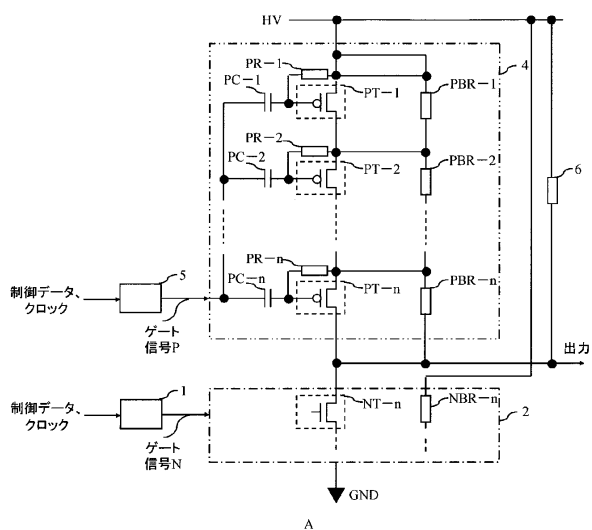 HV
PR－1
4
PC－1
PT－1
PBR－1
PR－2
PC－2
PT－2
PBR－2
6
PR－n
5
PC－n
PT－n
PBR－n
制御データ、
クロック
ゲート
信号P
出力
1
NT－n
NBR－n
2
制御データ、
クロック
ゲート
信号N
GND
A